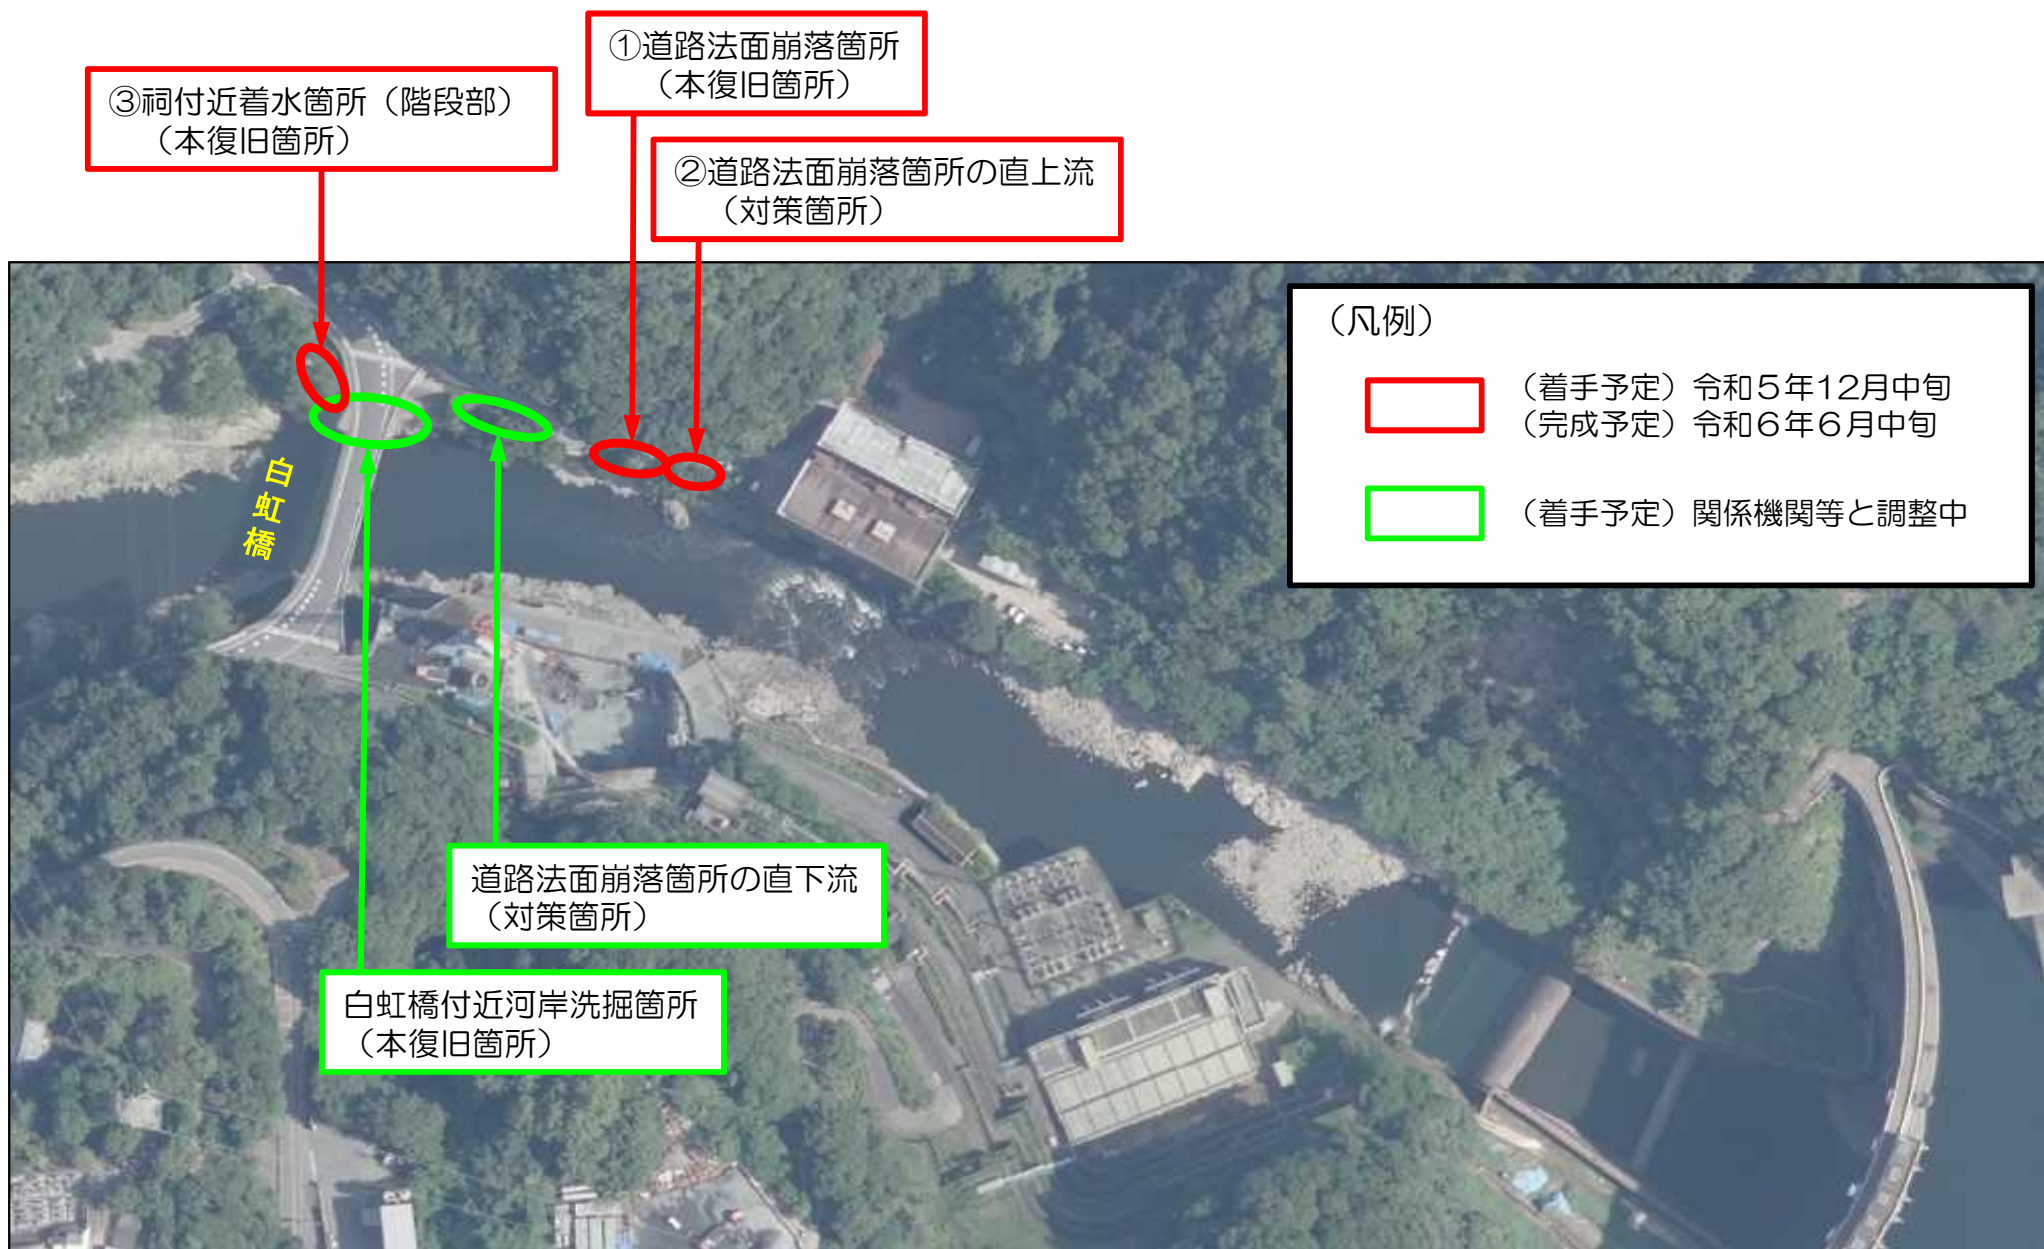 ①道路法面崩落箇所
（本復旧箇所）
③祠付近着水箇所（階段部）
（本復旧箇所）
②道路法面崩落箇所の直上流
（対策箇所）
（凡例）
（着手予定）令和５年12月中旬
（完成予定）令和６年６月中旬
（着手予定）関係機関等と調整中
白虹橋
道路法面崩落箇所の直下流
（対策箇所）
白虹橋付近河岸洗掘箇所
（本復旧箇所）